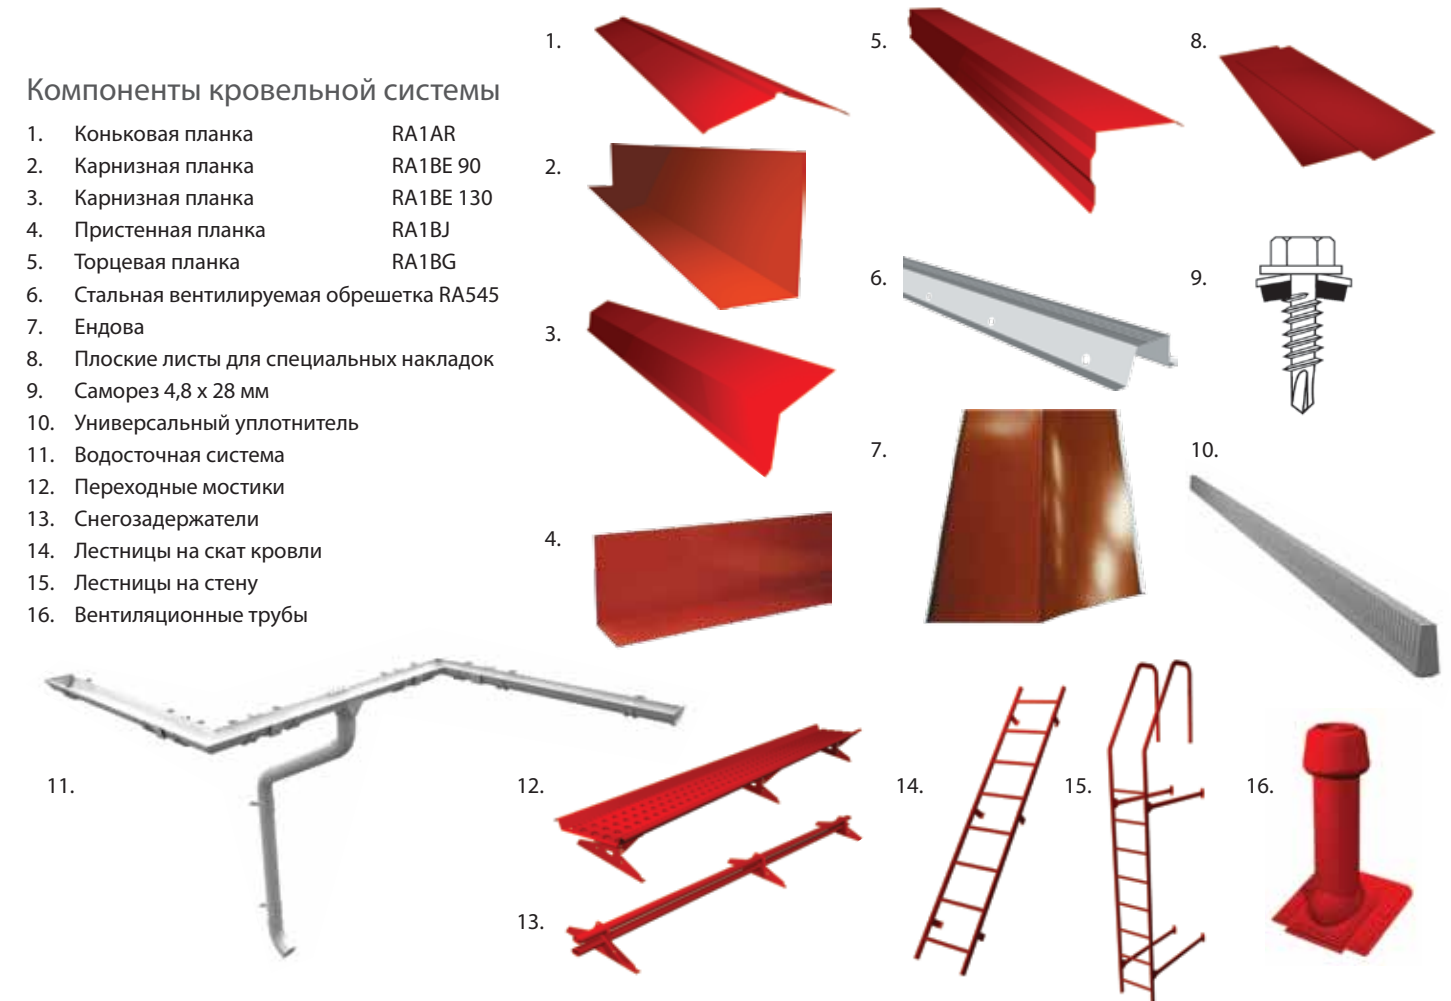 Компоненты кровельной системы
1. Коньковая планка RA1AR
2. Карнизная планка RA1BE 90
3. Карнизная планка RA1BE 130
4. Пристенная планка RA1BJ
5. Торцевая планка RA1BG
6. Стальная вентилируемая обрешетка RA545
7. Ендова
8. Плоские листы для специальных накладок
9. Саморез 4,8 x 28 мм
10. Универсальный уплотнитель
11. Водосточная система
12. Переходные мостики
13. Снегозадержатели
14. Лестницы на скат кровли
15. Лестницы на стену
16. Вентиляционные трубы
1.
5.
8.
2.
6.
9.
3.
7.
10.
4.
11.
12.
14.
15.
16.
13.